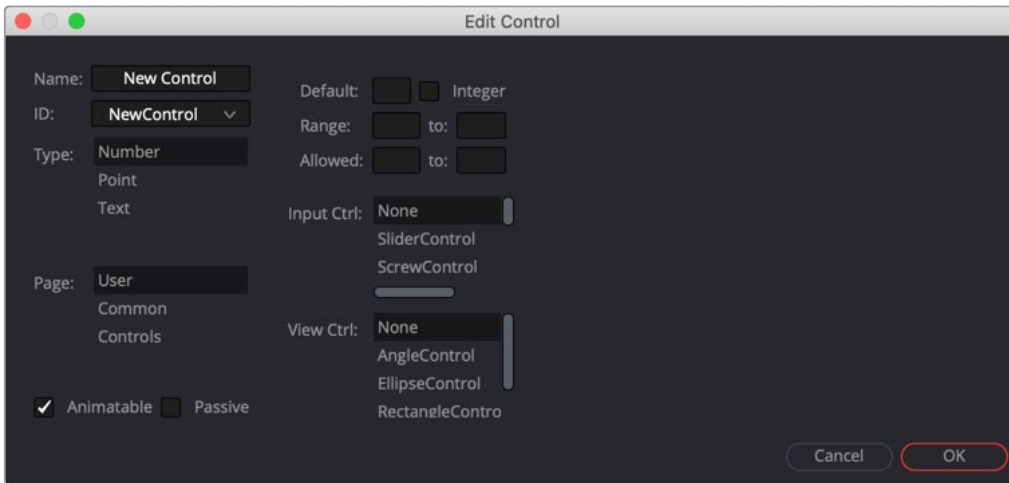 Edit Control
Name: New Control
ID: NewControl
Type: Number
Point
Text
Page: User
Common
Controls
Animatable Passive
Default: Integer
Range: to:
Allowed: to:
Input Ctrl: None
SliderControl
ScrewControl
View Ctrl: None
AngleControl
EllipseControl
RectangleContro
Cancel OK